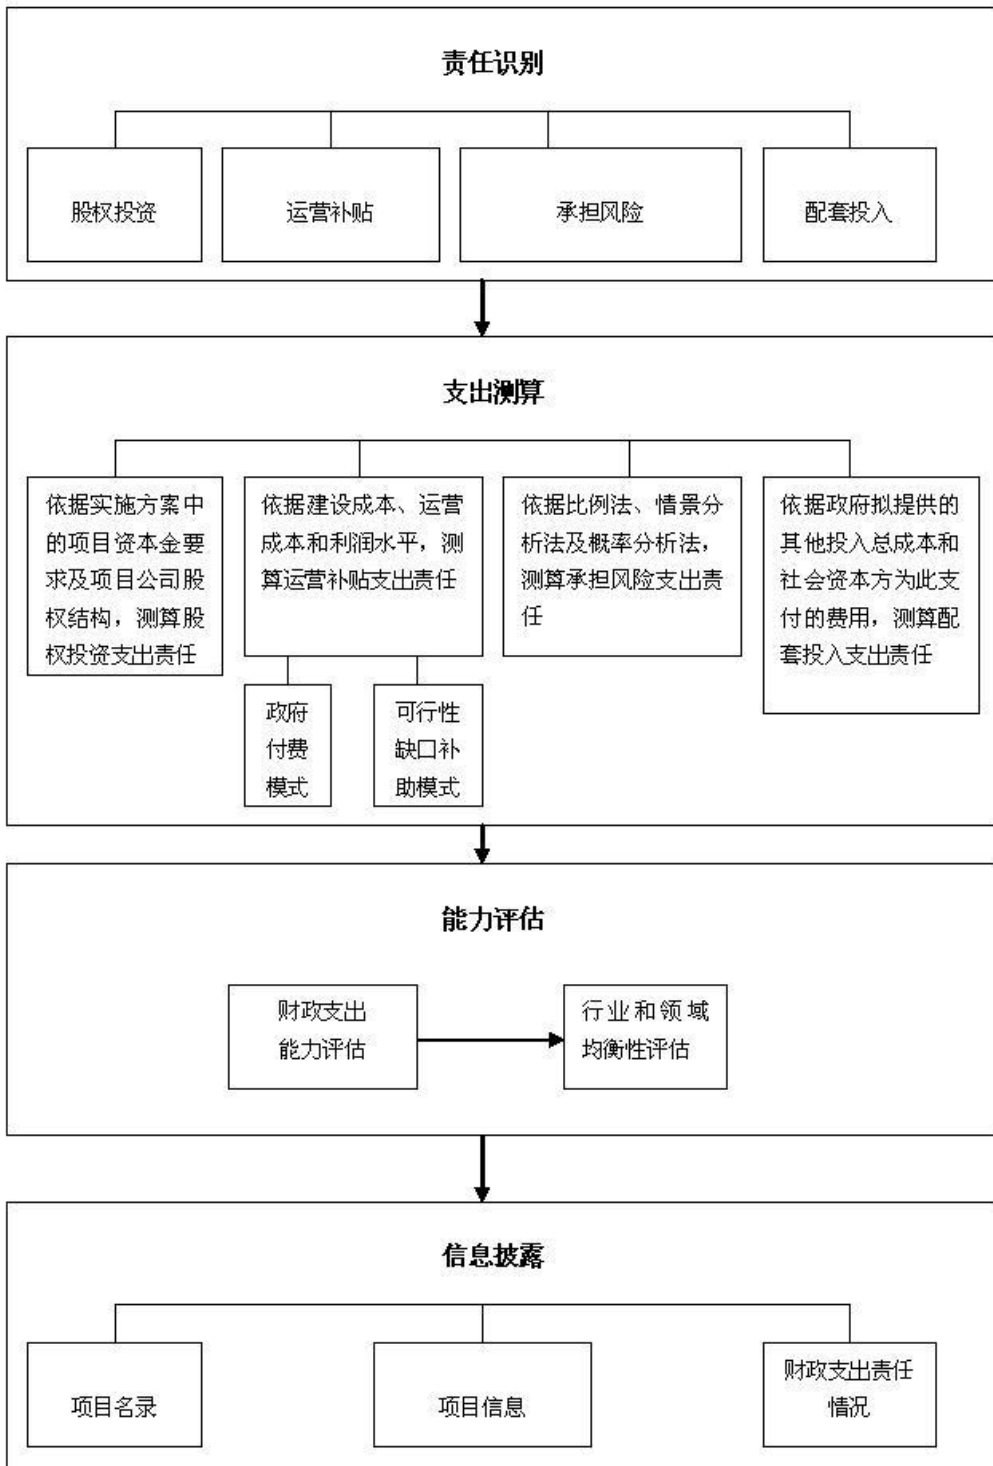 责任识别
股权投资
运营补贴
承担风险
配套投入
支出测算
依据实施方案中
的项目资本金要
求及项目公司股
权结构，测算股
权投资支出责任
依据建设成本、运营
成本和利润水平，测
算运营补贴支出责任
政府
付费
模式
可行性
缺口补
助模式
依据比例法、情景分
析法及概率分析法，
测算承担风险支出责
任
依据政府拟提供的
其他投入总成本和
社会资本方为此支
付的费用，测算配
套投入支出责任
能力评估
财政支出
能力评估
行业和领域
均衡性评估
信息披露
项目名录
项目信息
财政支出责任
情况